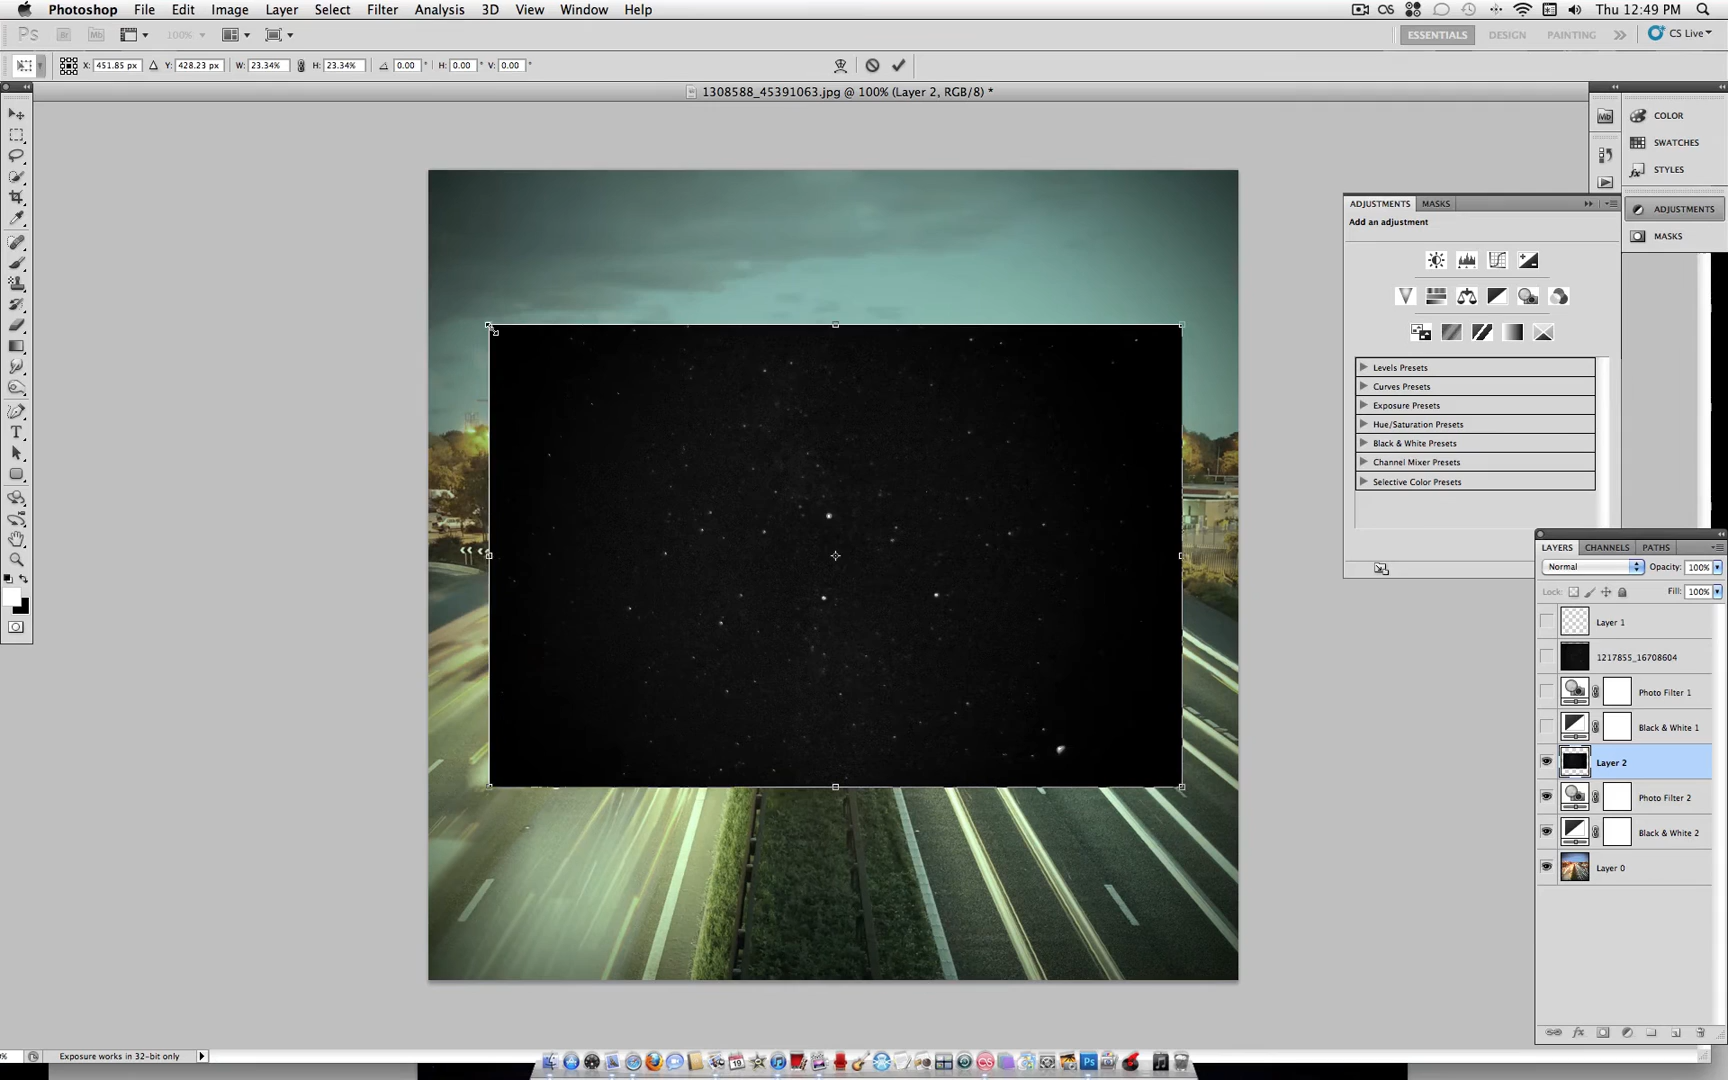 Photoshop File Edit Image Layer Select Filter Analysis 3D View Window Help Thu 12:49 PM
Ps Br Mb 100% ESSENTIALS DESIGN PAINTING CS Live
X: 451.85 px Y: 428.23 px W: 23.34% H: 23.34% 0.00 ° H: 0.00 ° V: 0.00 °
1308588_45391063.jpg @ 100% (Layer 2, RGB/8) *
Mb COLOR
SWATCHES
STYLES
ADJUSTMENTS
MASKS
ADJUSTMENTS MASKS
Add an adjustment
Levels Presets
Curves Presets
Exposure Presets
Hue/Saturation Presets
Black & White Presets
Channel Mixer Presets
Selective Color Presets
LAYERS CHANNELS PATHS
Normal Opacity: 100%
Lock: Fill: 100%
Layer 1
1217855_16708604
Photo Filter 1
Black & White 1
Layer 2
Photo Filter 2
Black & White 2
Layer 0
fx
% Exposure works in 32-bit only